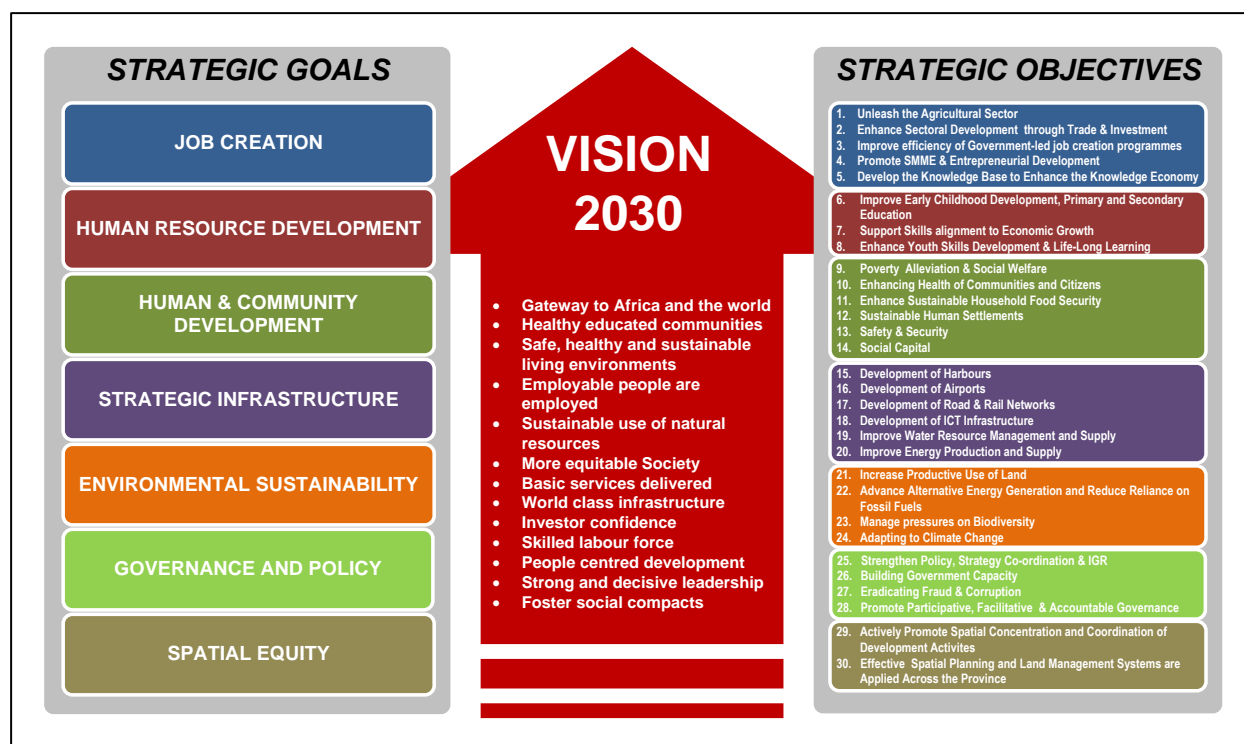 STRATEGIC GOALS
JOB CREATION
HUMAN RESOURCE DEVELOPMENT
HUMAN & COMMUNITY
DEVELOPMENT
STRATEGIC INFRASTRUCTURE
ENVIRONMENTAL SUSTAINABILITY
GOVERNANCE AND POLICY
SPATIAL EQUITY
VISION
2030
• Gateway to Africa and the world
• Healthy educated communities
• Safe, healthy and sustainable
living environments
• Employable people are
employed
• Sustainable use of natural
resources
• More equitable Society
• Basic services delivered
• World class infrastructure
• Investor confidence
• Skilled labour force
• People centred development
• Strong and decisive leadership
• Foster social compacts
STRATEGIC OBJECTIVES
1. Unleash the Agricultural Sector
2. Enhance Sectoral Development through Trade & Investment
3. Improve efficiency of Government-led job creation programmes
4. Promote SMME & Entrepreneurial Development
5. Develop the Knowledge Base to Enhance the Knowledge Economy
6. Improve Early Childhood Development, Primary and Secondary
Education
7. Support Skills alignment to Economic Growth
8. Enhance Youth Skills Development & Life-Long Learning
9. Poverty Alleviation & Social Welfare
10. Enhancing Health of Communities and Citizens
11. Enhance Sustainable Household Food Security
12. Sustainable Human Settlements
13. Safety & Security
14. Social Capital
15. Development of Harbours
16. Development of Airports
17. Development of Road & Rail Networks
18. Development of ICT Infrastructure
19. Improve Water Resource Management and Supply
20. Improve Energy Production and Supply
21. Increase Productive Use of Land
22. Advance Alternative Energy Generation and Reduce Reliance on
Fossil Fuels
23. Manage pressures on Biodiversity
24. Adapting to Climate Change
25. Strengthen Policy, Strategy Co-ordination & IGR
26. Building Government Capacity
27. Eradicating Fraud & Corruption
28. Promote Participative, Facilitative & Accountable Governance
29. Actively Promote Spatial Concentration and Coordination of
Development Activites
30. Effective Spatial Planning and Land Management Systems are
Applied Across the Province